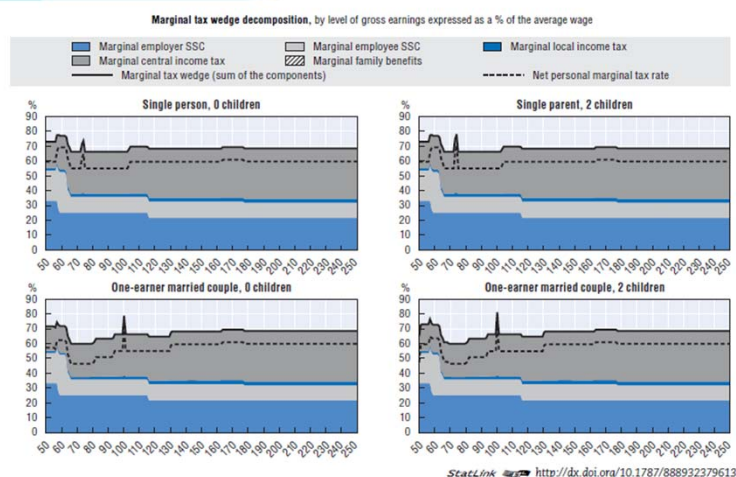 Marginal tax wedge decomposition, by level of gross earnings expressed as a % of the average wage
Marginal employer SSC
Marginal employee SSC
Marginal local income tax
Marginal central income tax
Marginal family benefits
Marginal tax wedge (sum of the components)
Net personal marginal tax rate
% Single person, 0 children
90
80
70
60
50
40
30
20
10
0
50 60 70 80 90 100 110 120 130 140 150 160 170 180 190 200 210 220 230 240 250
% Single parent, 2 children
90
80
70
60
50
40
30
20
10
0
50 60 70 80 90 100 110 120 130 140 150 160 170 180 190 200 210 220 230 240 250
% One-earner married couple, 0 children
90
80
70
60
50
40
30
20
10
0
50 60 70 80 90 100 110 120 130 140 150 160 170 180 190 200 210 220 230 240 250
% One-earner married couple, 2 children
90
80
70
60
50
40
30
20
10
0
50 60 70 80 90 100 110 120 130 140 150 160 170 180 190 200 210 220 230 240 250
StatLink http://dx.doi.org/10.1787/888932379613